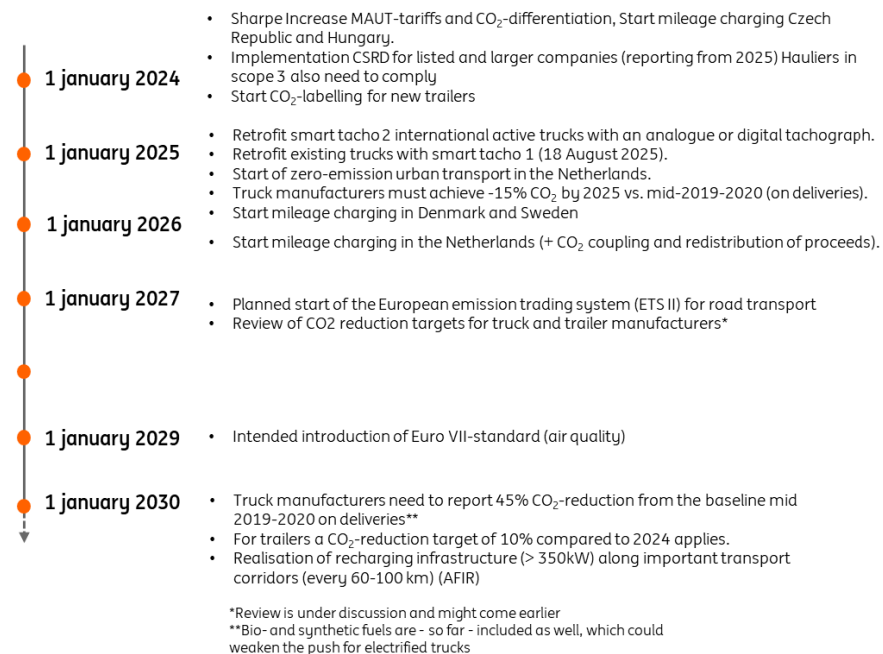 • Sharpe Increase MAUT-tariffs and CO₂-differentiation, Start mileage charging Czech
Republic and Hungary.
• Implementation CSRD for listed and larger companies (reporting from 2025) Hauliers in
scope 3 also need to comply
1 january 2024
• Start CO₂-labelling for new trailers
• Retrofit smart tacho 2 international active trucks with an analogue or digital tachograph.
1 january 2025
• Retrofit existing trucks with smart tacho 1 (18 August 2025).
• Start of zero-emission urban transport in the Netherlands.
• Truck manufacturers must achieve -15% CO₂ by 2025 vs. mid-2019-2020 (on deliveries).
1 january 2026
• Start mileage charging in Denmark and Sweden
• Start mileage charging in the Netherlands (+ CO₂ coupling and redistribution of proceeds).
1 january 2027
• Planned start of the European emission trading system (ETS II) for road transport
• Review of CO2 reduction targets for truck and trailer manufacturers*
1 january 2029
• Intended introduction of Euro VII-standard (air quality)
1 january 2030
• Truck manufacturers need to report 45% CO₂-reduction from the baseline mid
2019-2020 on deliveries**
• For trailers a CO₂-reduction target of 10% compared to 2024 applies.
• Realisation of recharging infrastructure (> 350kW) along important transport
corridors (every 60-100 km) (AFIR)
*Review is under discussion and might come earlier
**Bio- and synthetic fuels are - so far - included as well, which could
weaken the push for electrified trucks